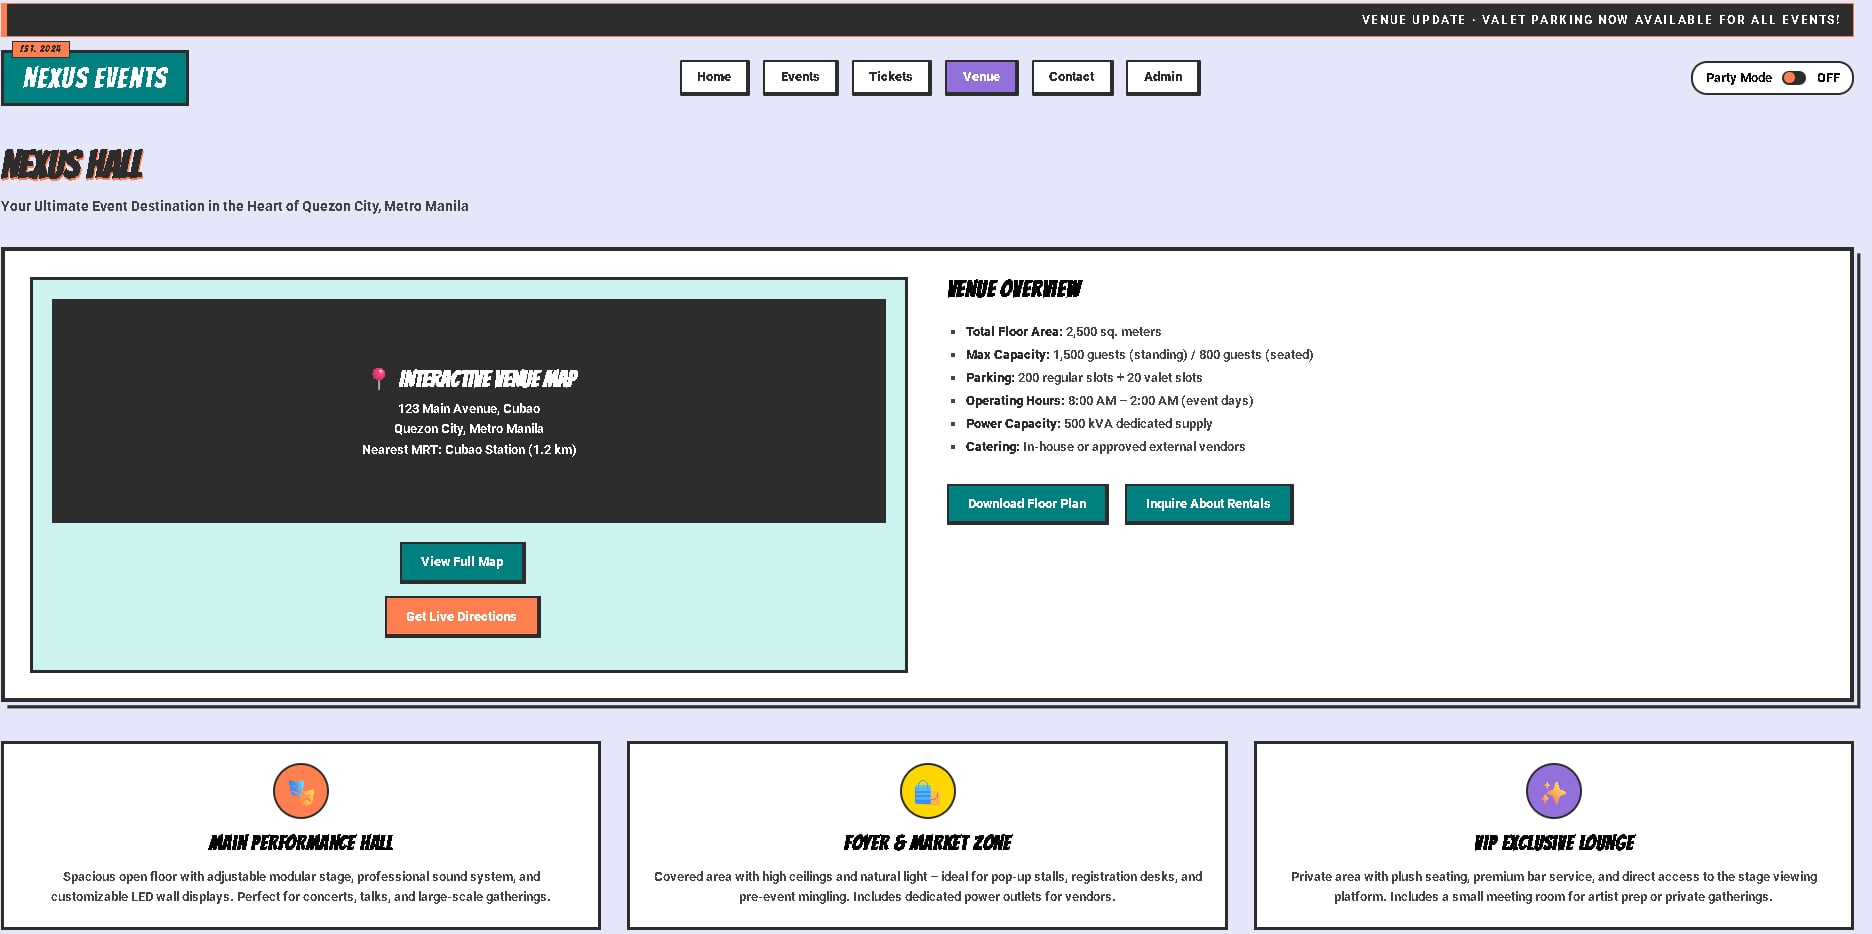 VENUE UPDATE · VALET PARKING NOW AVAILABLE FOR ALL EVENTS!
EST. 2024
NEXUS EVENTS
Home
Events
Tickets
Venue
Contact
Admin
Party Mode
OFF
NEXUS HALL
Your Ultimate Event Destination in the Heart of Quezon City, Metro Manila
INTERACTIVE VENUE MAP
123 Main Avenue, Cubao
Quezon City, Metro Manila
Nearest MRT: Cubao Station (1.2 km)
View Full Map
Get Live Directions
VENUE OVERVIEW
Total Floor Area: 2,500 sq. meters
Max Capacity: 1,500 guests (standing) / 800 guests (seated)
Parking: 200 regular slots + 20 valet slots
Operating Hours: 8:00 AM – 2:00 AM (event days)
Power Capacity: 500 kVA dedicated supply
Catering: In-house or approved external vendors
Download Floor Plan
Inquire About Rentals
MAIN PERFORMANCE HALL
Spacious open floor with adjustable modular stage, professional sound system, and
customizable LED wall displays. Perfect for concerts, talks, and large-scale gatherings.
FOYER & MARKET ZONE
Covered area with high ceilings and natural light – ideal for pop-up stalls, registration desks, and
pre-event mingling. Includes dedicated power outlets for vendors.
VIP EXCLUSIVE LOUNGE
Private area with plush seating, premium bar service, and direct access to the stage viewing
platform. Includes a small meeting room for artist prep or private gatherings.